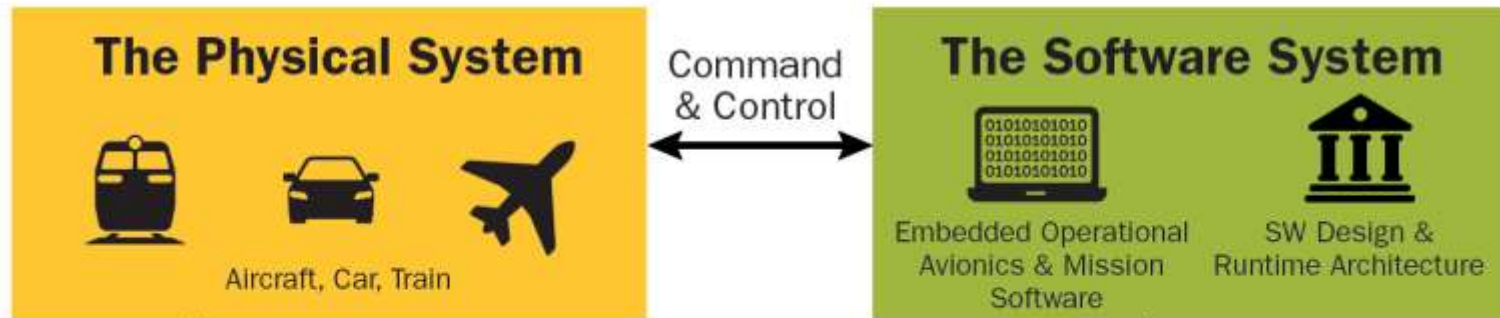 The Physical System
Aircraft, Car, Train
Command
& Control
The Software System
01010101010
01010101010
01010101010
01010101010
Embedded Operational
Avionics & Mission
Software
SW Design &
Runtime Architecture